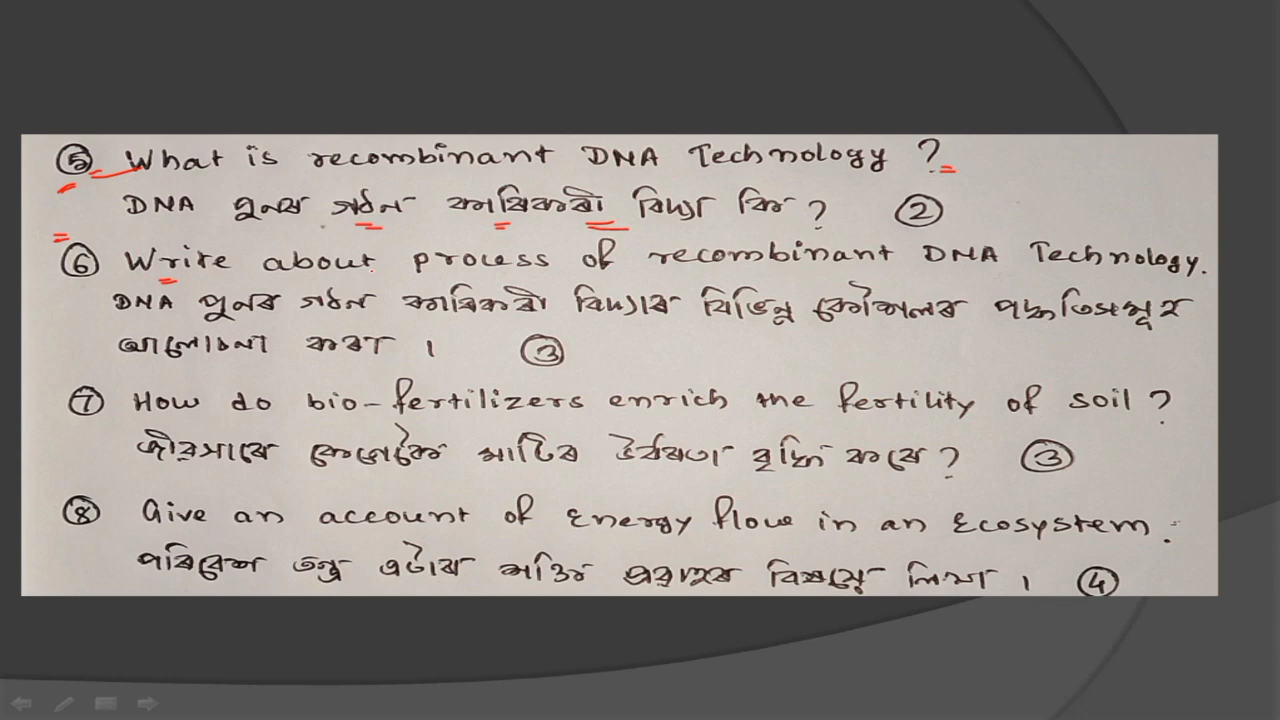 ⑤ What is recombinant DNA Technology ?
DNA পুনৰ গঠন কাৰিকৰী বিদ্যা কি ? ②
⑥ Write about process of recombinant DNA Technology.
DNA পুনৰ গঠন কাৰিকৰী বিদ্যাৰ বিভিন্ন কৌশলৰ পদ্ধতিসমূহ
আলোচনা কৰা । ③
⑦ How do bio-fertilizers enrich the fertility of soil ?
জীৱসাৰে কেনেকৈ মাটিৰ উৰ্বৰতা বৃদ্ধি কৰে ? ③
⑧ Give an account of Energy flow in an Ecosystem.
পৰিবেশ তন্ত্ৰ এটাৰ শক্তি প্ৰবাহৰ বিষয়ে লিখা । ④